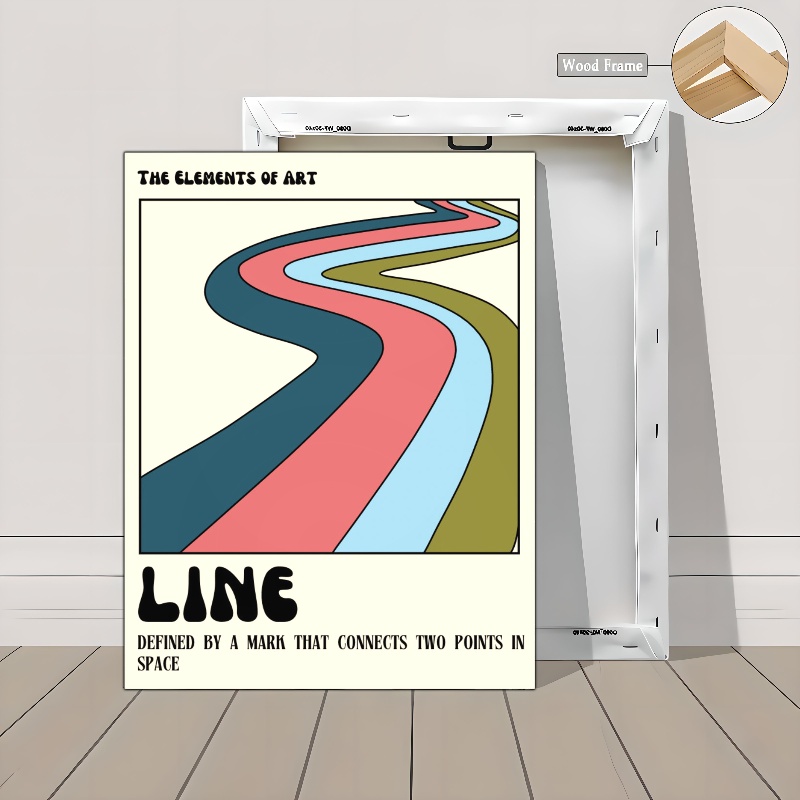 Wood Frame
The Elements of Art
LINE
DEFINED BY A MARK THAT CONNECTS TWO POINTS IN
SPACE